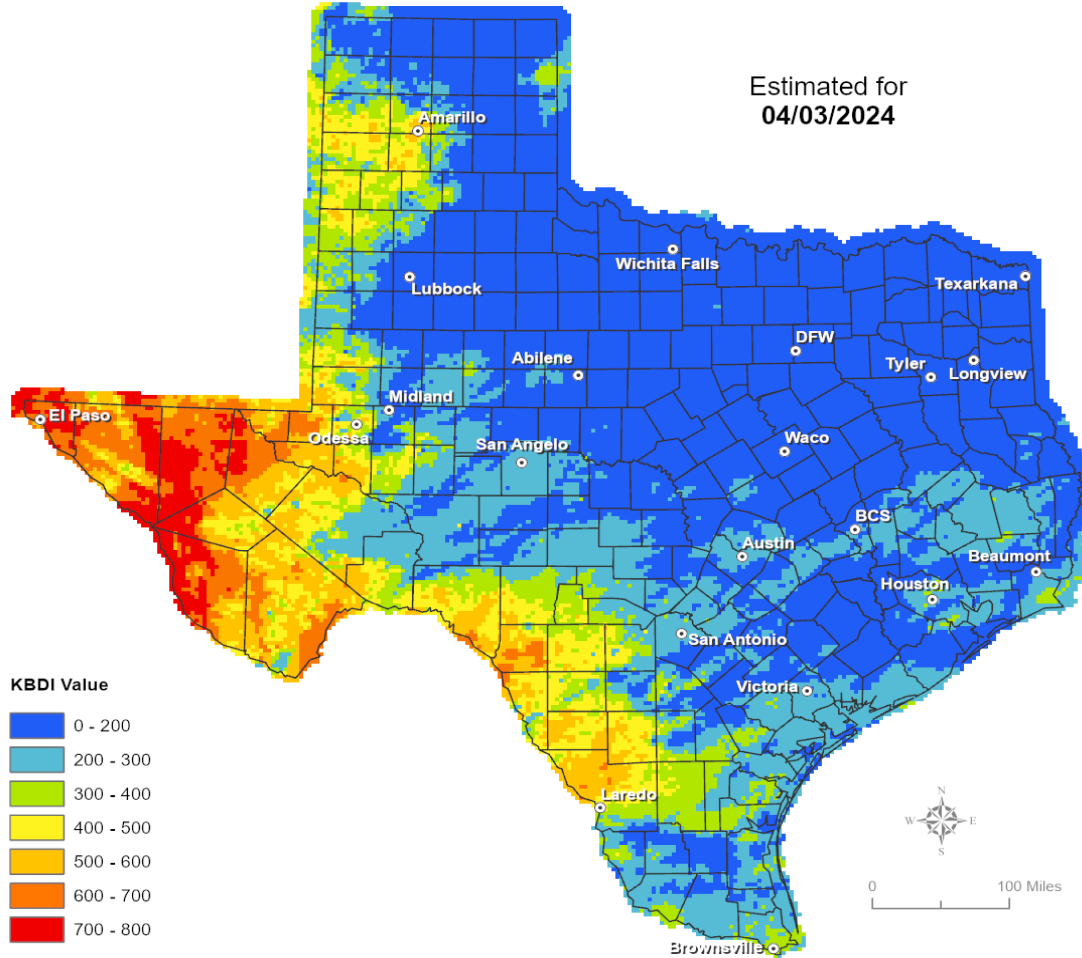 Estimated for
04/03/2024
Amarillo
Wichita Falls
Lubbock
Texarkana
DFW
Abilene
Tyler
Longview
Midland
El Paso
Odessa
San Angelo
Waco
BCS
Austin
Beaumont
Houston
San Antonio
Victoria
Laredo
Brownsville
KBDI Value
0 - 200
200 - 300
300 - 400
400 - 500
500 - 600
600 - 700
700 - 800
N
W E
S
0 100 Miles